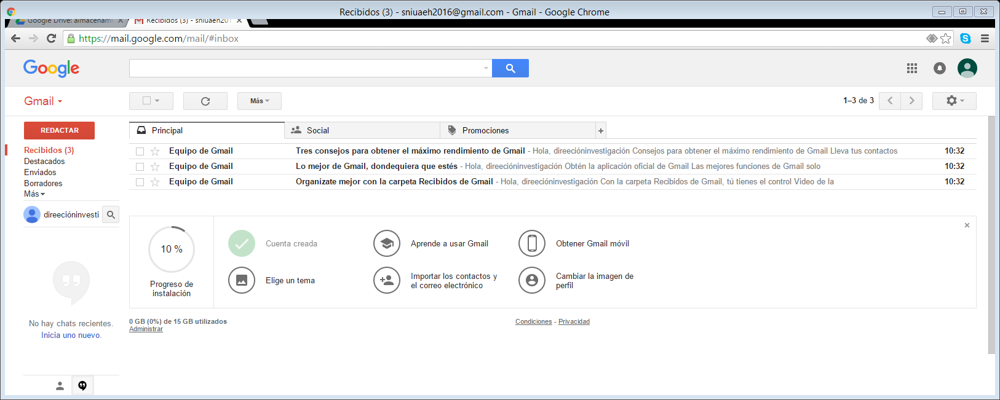 Recibidos (3) - sniuaeh2016@gmail.com - Gmail - Google Chrome
Google Drive: almacenami
Recibidos (3) - sniuaeh201
https://mail.google.com/mail/#inbox
Google
Gmail
Más
1–3 de 3
REDACTAR
Principal
Social
Promociones
+
Recibidos (3)
Destacados
Enviados
Borradores
Más
Equipo de Gmail Tres consejos para obtener el máximo rendimiento de Gmail - Hola, direecióninvestigación Consejos para obtener el máximo rendimiento de Gmail Lleva tus contactos 10:32
Equipo de Gmail Lo mejor de Gmail, dondequiera que estés - Hola, direecióninvestigación Obtén la aplicación oficial de Gmail Las mejores funciones de Gmail solo 10:32
Equipo de Gmail Organízate mejor con la carpeta Recibidos de Gmail - Hola, direecióninvestigación Con la carpeta Recibidos de Gmail, tú tienes el control Video de la 10:32
direecióninvesti
10 %
Progreso de
instalación
Cuenta creada
Aprende a usar Gmail
Obtener Gmail móvil
Elige un tema
Importar los contactos y
el correo electrónico
Cambiar la imagen de
perfil
No hay chats recientes.
Inicia uno nuevo.
0 GB (0%) de 15 GB utilizados
Administrar
Condiciones - Privacidad